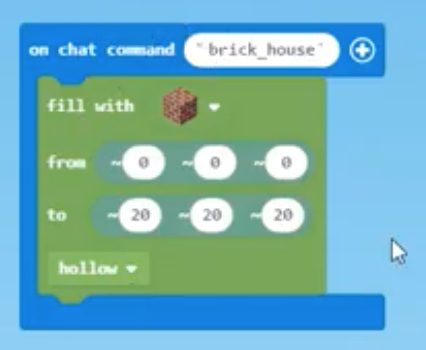 on chat command "brick_house"
fill with
from ~0 ~0 ~0
to ~20 ~20 ~20
hollow